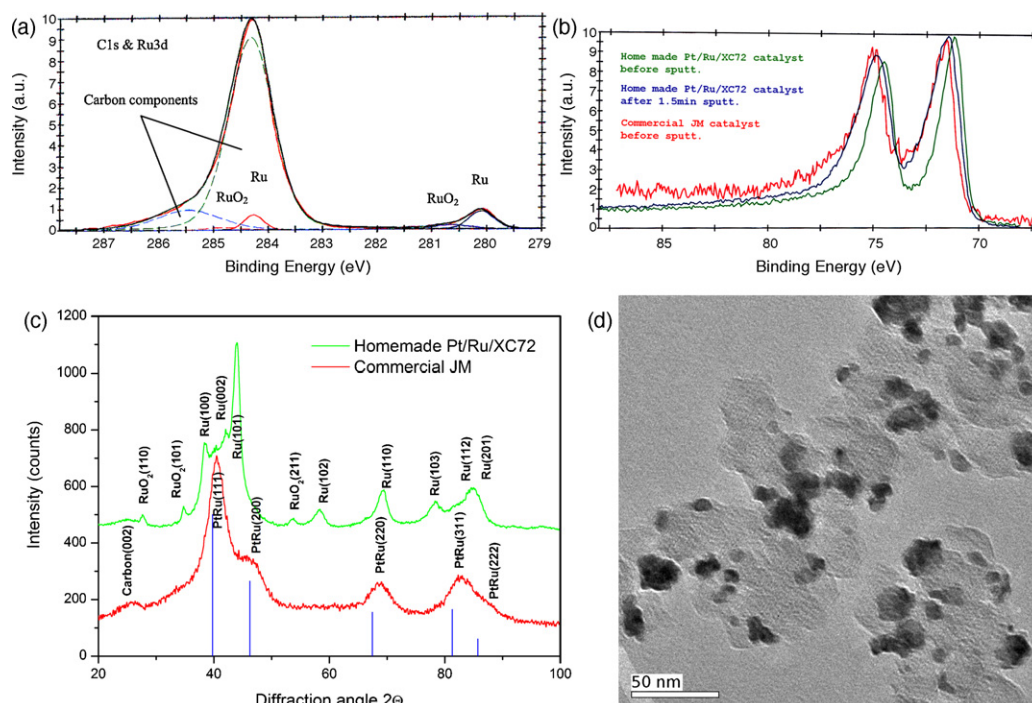 (a)
C1s & Ru3d
Carbon components
Ru
RuO2
Ru
Intensity (a.u.)
10
9
8
7
6
5
4
3
2
1
0
287 286 285 284 283 282 281 280 279
Binding Energy (eV)
(b)
Home made Pt/Ru/XC72 catalyst
before sputt.
Home made Pt/Ru/XC72 catalyst
after 1.5min sputt.
Commercial JM catalyst
before sputt.
Intensity (a.u.)
10
9
8
7
6
5
4
3
2
1
0
85 80 75 70
Binding Energy (eV)
(c)
Homemade Pt/Ru/XC72
Commercial JM
Intensity (counts)
1200
1000
800
600
400
200
0
RuO2(110)
RuO2(101)
Ru(100)
Ru(002)
Ru(101)
RuO2(211)
Ru(102)
Ru(110)
Ru(103)
Ru(112)
Ru(201)
Carbon(002)
PtRu(111)
PtRu(200)
PtRu(220)
PtRu(311)
PtRu(222)
20 40 60 80 100
Diffraction angle 2Θ
(d)
50 nm